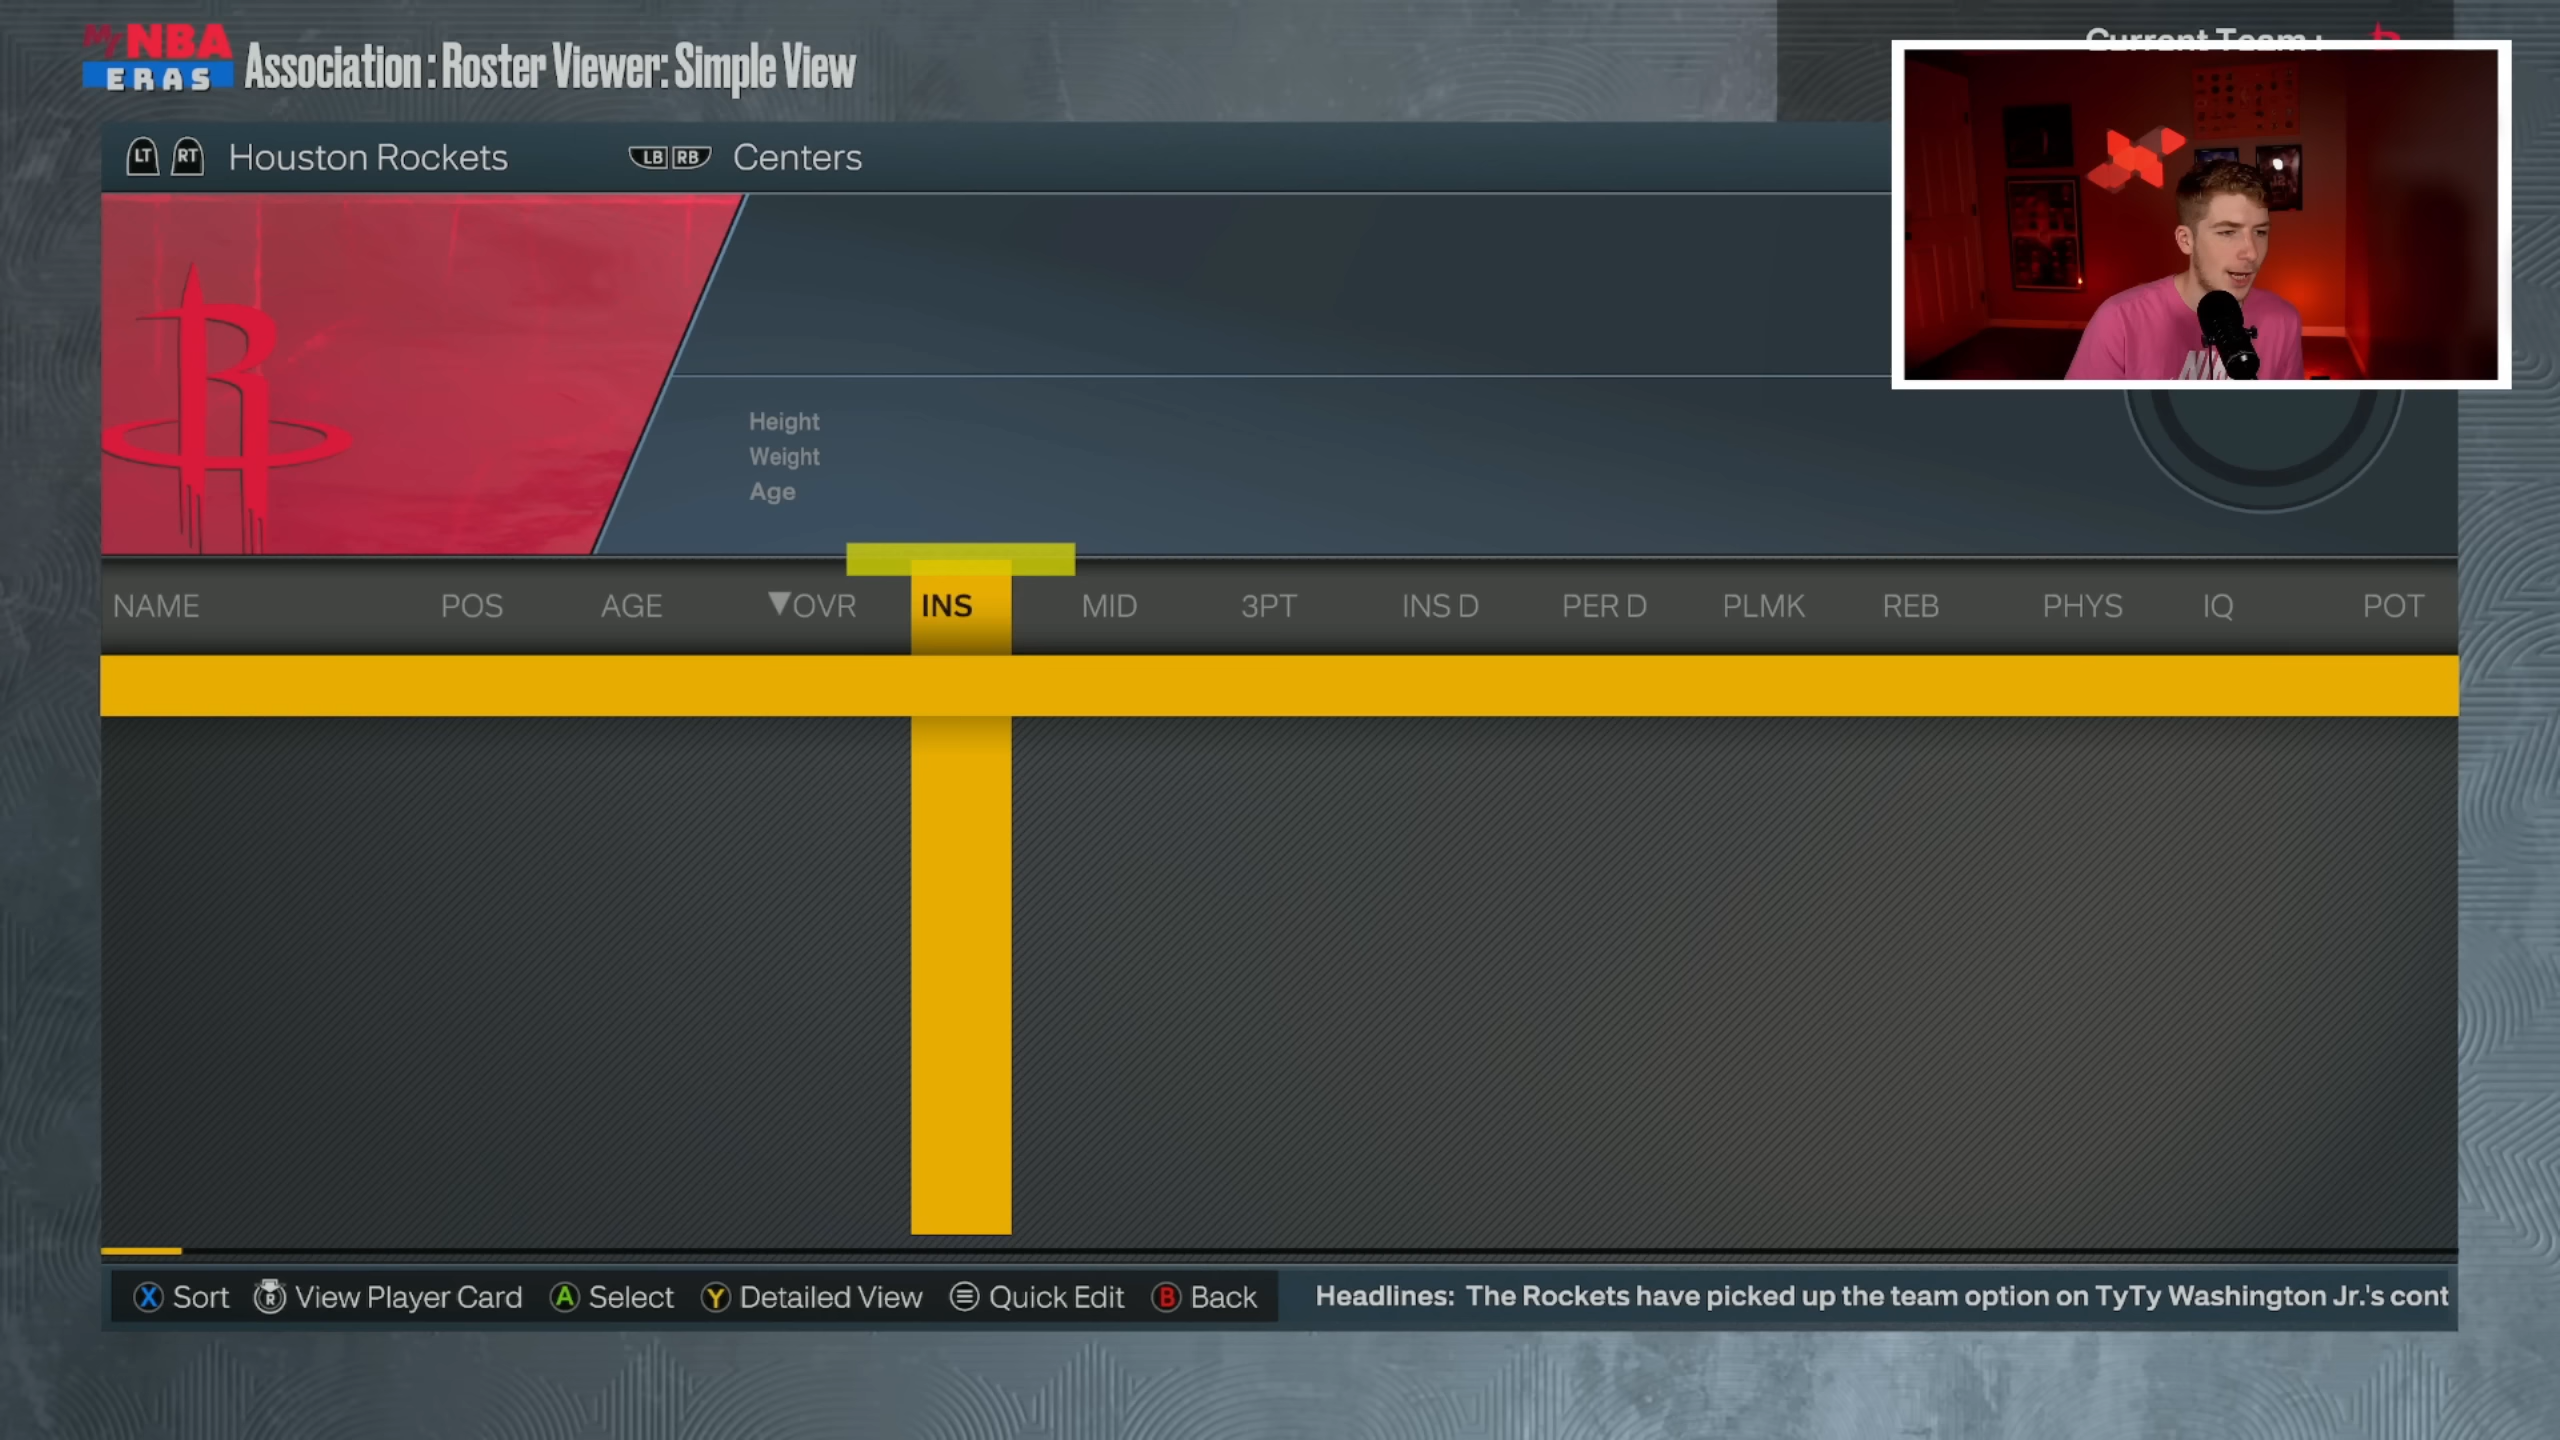 My NBA
ERAS
Association : Roster Viewer: Simple View
Current Team :
LT RT Houston Rockets LB RB Centers
Height
Weight
Age
NAME POS AGE ▼OVR INS MID 3PT INS D PER D PLMK REB PHYS IQ POT
X Sort R View Player Card A Select Y Detailed View Quick Edit B Back Headlines: The Rockets have picked up the team option on TyTy Washington Jr.'s cont